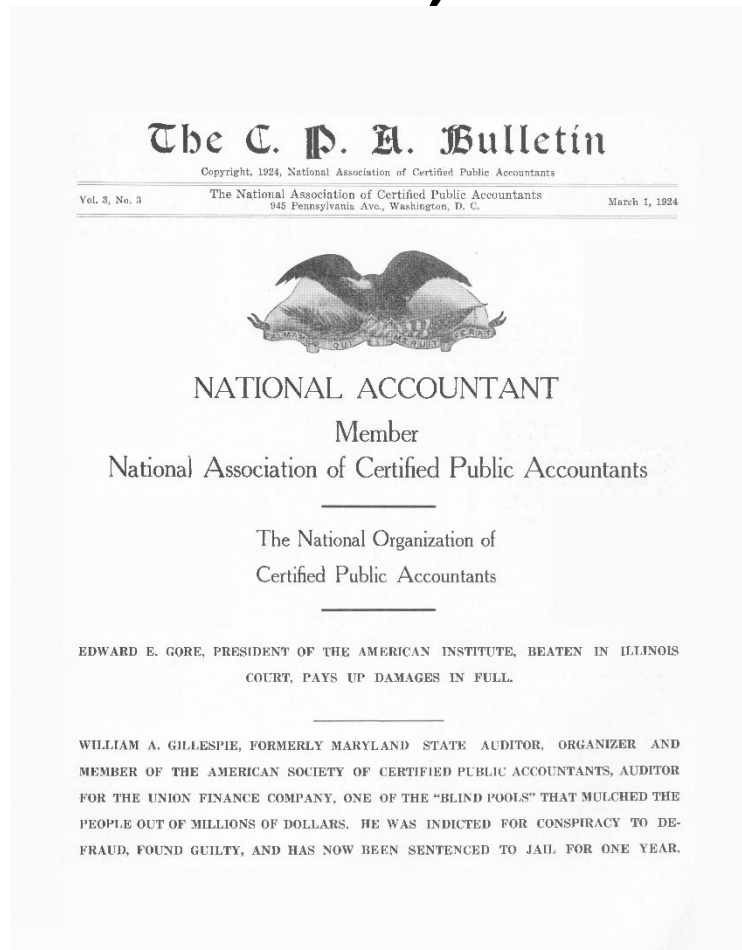 The C. P. A. Bulletin
Copyright, 1924, National Association of Certified Public Accountants
Vol. 3, No. 3
The National Association of Certified Public Accountants
945 Pennsylvania Ave., Washington, D. C.
March 1, 1924
PALMAM QUI MERUIT FERAT
NATIONAL ACCOUNTANT
Member
National Association of Certified Public Accountants
The National Organization of
Certified Public Accountants
EDWARD E. GORE, PRESIDENT OF THE AMERICAN INSTITUTE, BEATEN IN ILLINOIS
COURT, PAYS UP DAMAGES IN FULL.
WILLIAM A. GILLESPIE, FORMERLY MARYLAND STATE AUDITOR, ORGANIZER AND
MEMBER OF THE AMERICAN SOCIETY OF CERTIFIED PUBLIC ACCOUNTANTS, AUDITOR
FOR THE UNION FINANCE COMPANY, ONE OF THE "BLIND POOLS" THAT MULCHED THE
PEOPLE OUT OF MILLIONS OF DOLLARS. HE WAS INDICTED FOR CONSPIRACY TO DE-
FRAUD, FOUND GUILTY, AND HAS NOW BEEN SENTENCED TO JAIL FOR ONE YEAR.